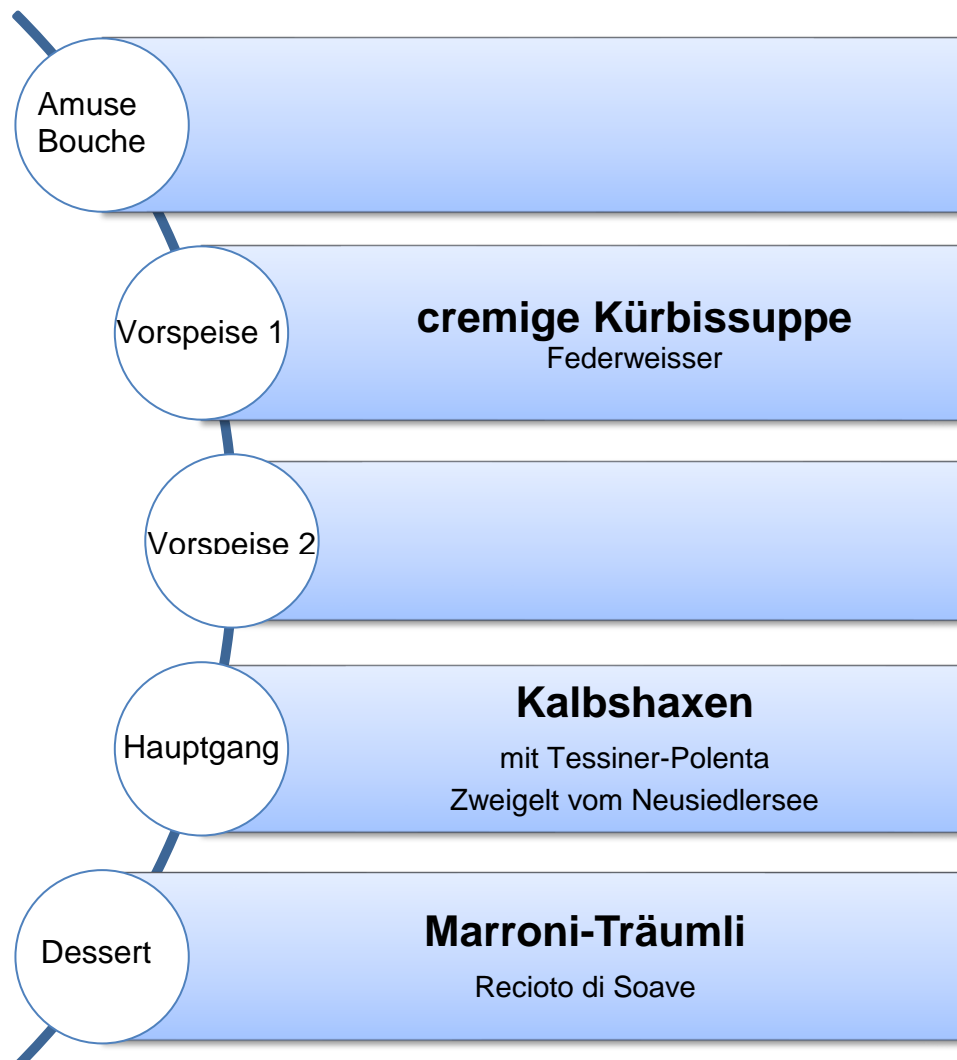 Amuse
Bouche
Vorspeise 1
cremige Kürbissuppe
Federweisser
Vorspeise 2
Hauptgang
Kalbshaxen
mit Tessiner-Polenta
Zweigelt vom Neusiedlersee
Dessert
Marroni-Träumli
Recioto di Soave